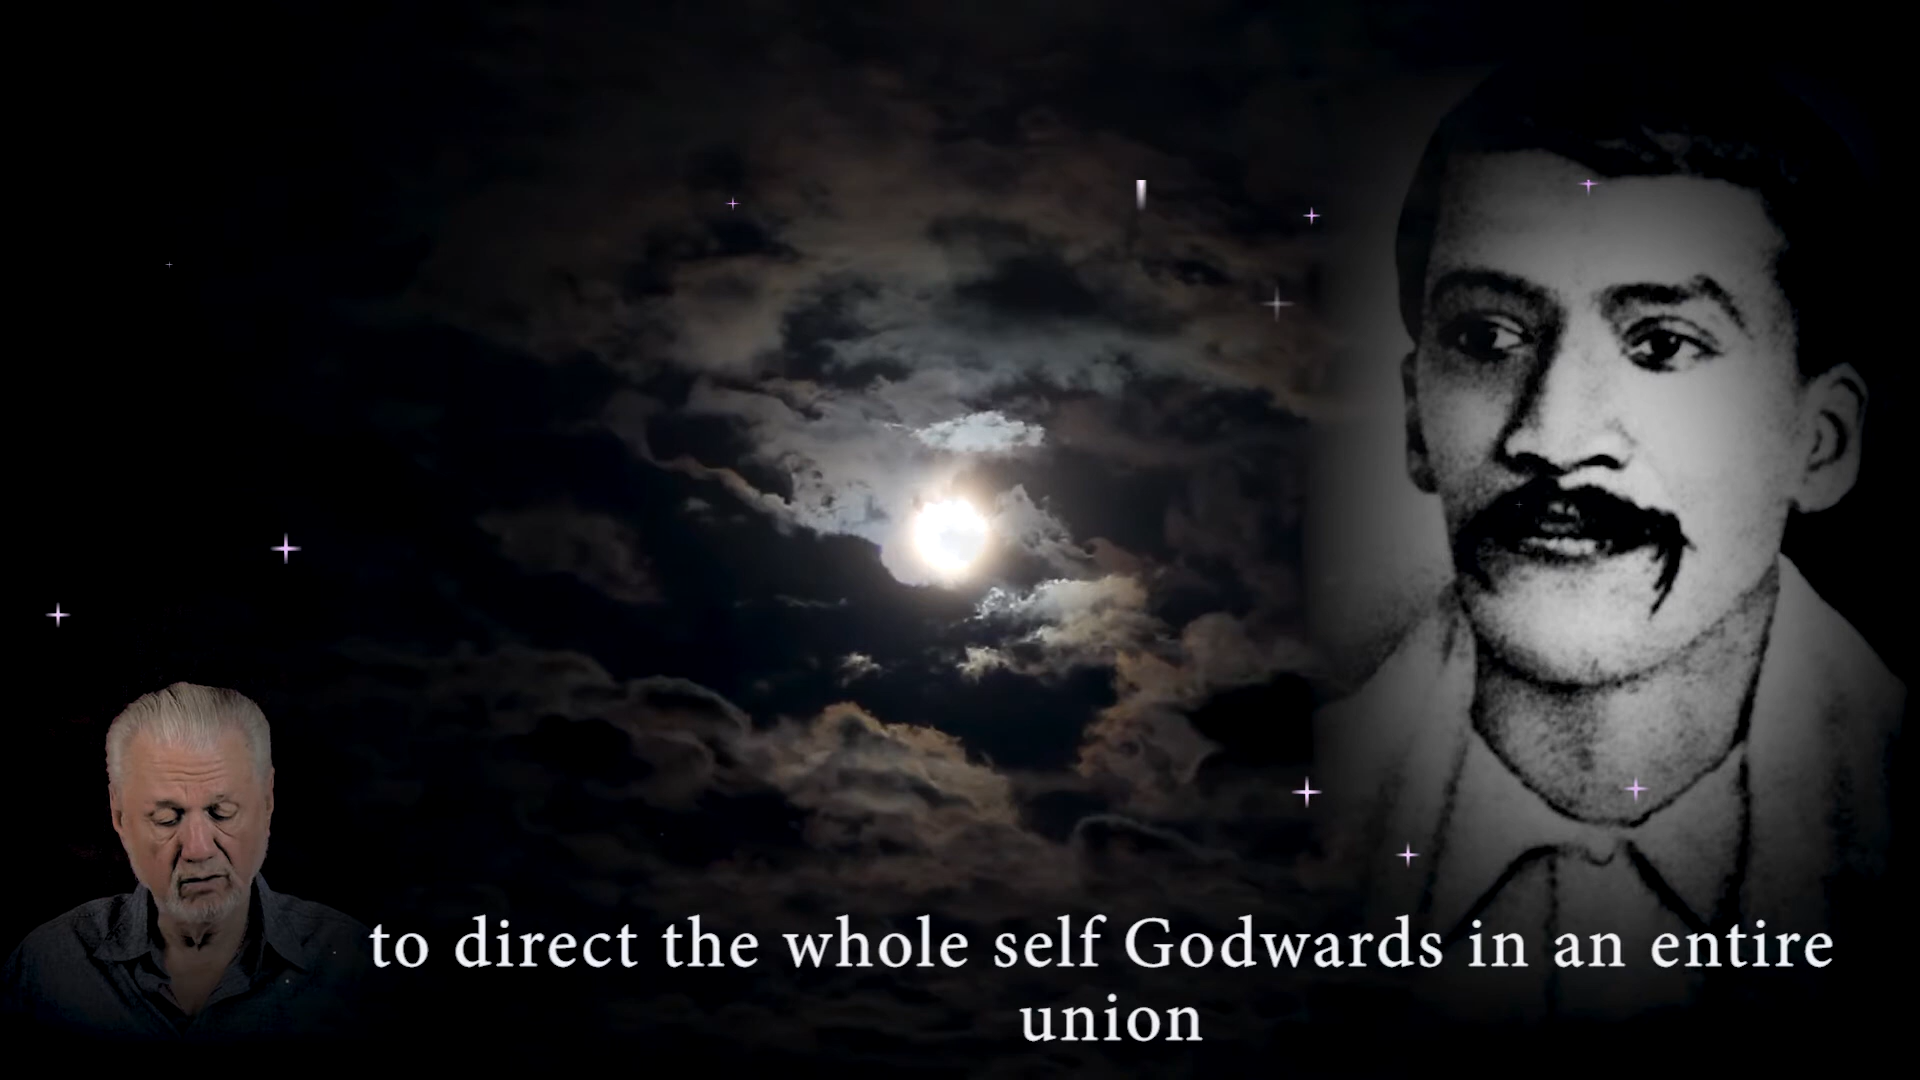 to direct the whole self Godwards in an entire
union